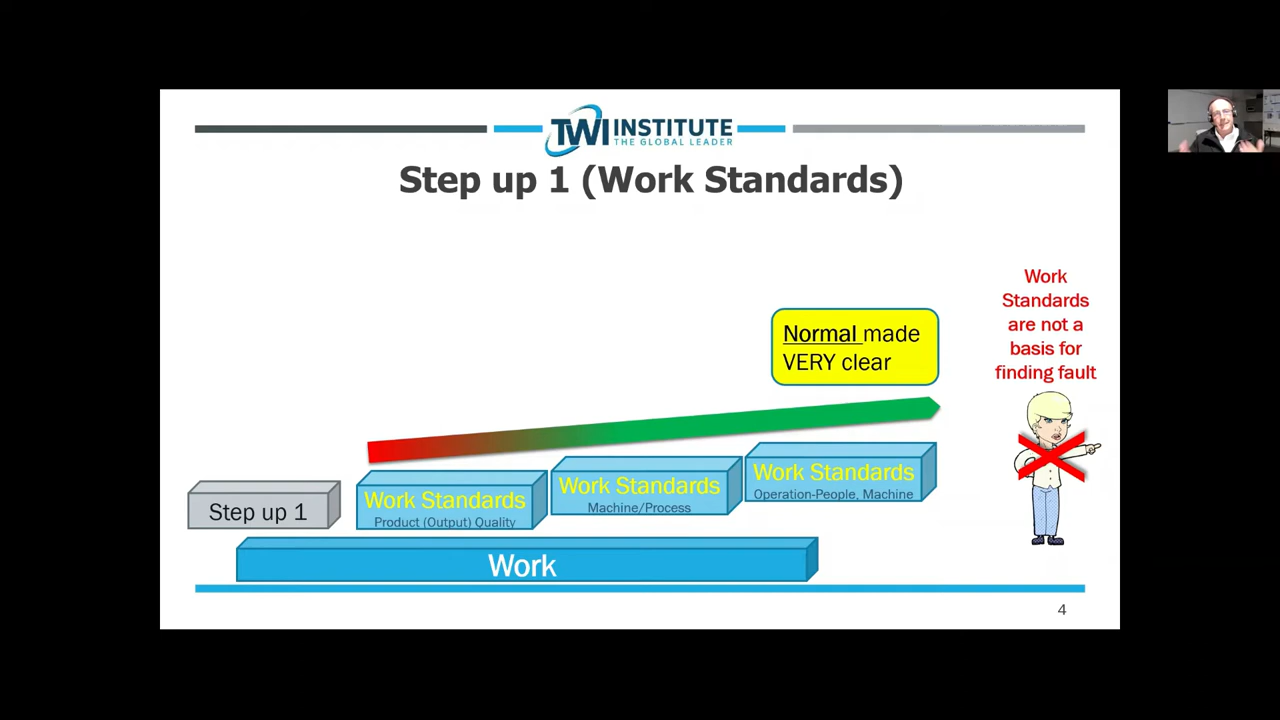 TWI INSTITUTE
THE GLOBAL LEADER
Step up 1 (Work Standards)
Work
Standards
are not a
basis for
finding fault
Normal made
VERY clear
Step up 1
Work Standards
Product (Output) Quality
Work Standards
Machine/Process
Work Standards
Operation-People, Machine
Work
4